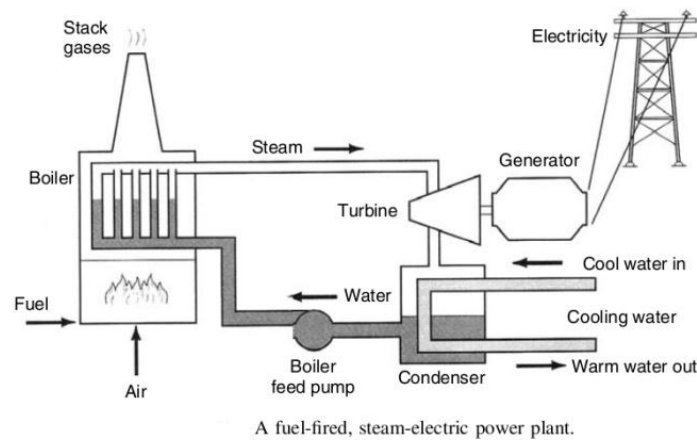 Stack
gases
Electricity
Steam
Generator
Boiler
Turbine
Cool water in
Water
Fuel
Cooling water
Boiler
feed pump
Condenser
Warm water out
Air
A fuel-fired, steam-electric power plant.